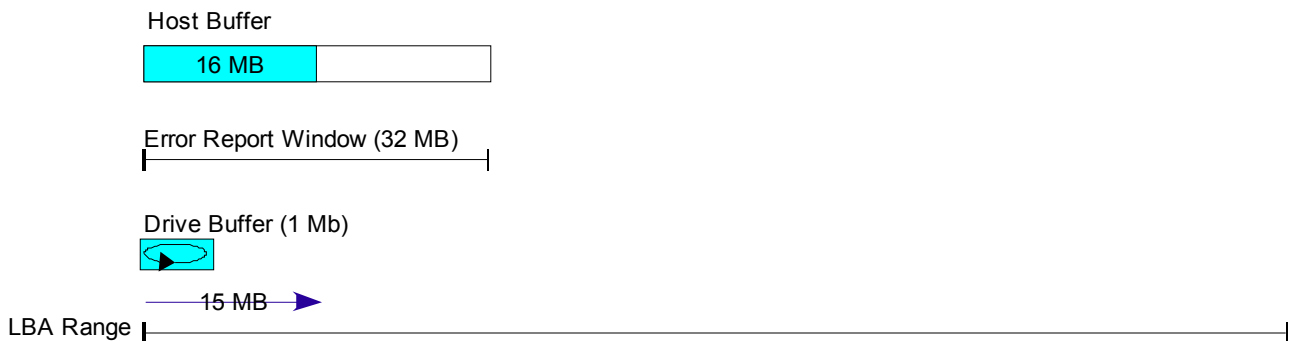 Host Buffer
16 MB
Error Report Window (32 MB)
Drive Buffer (1 Mb)
15 MB
LBA Range